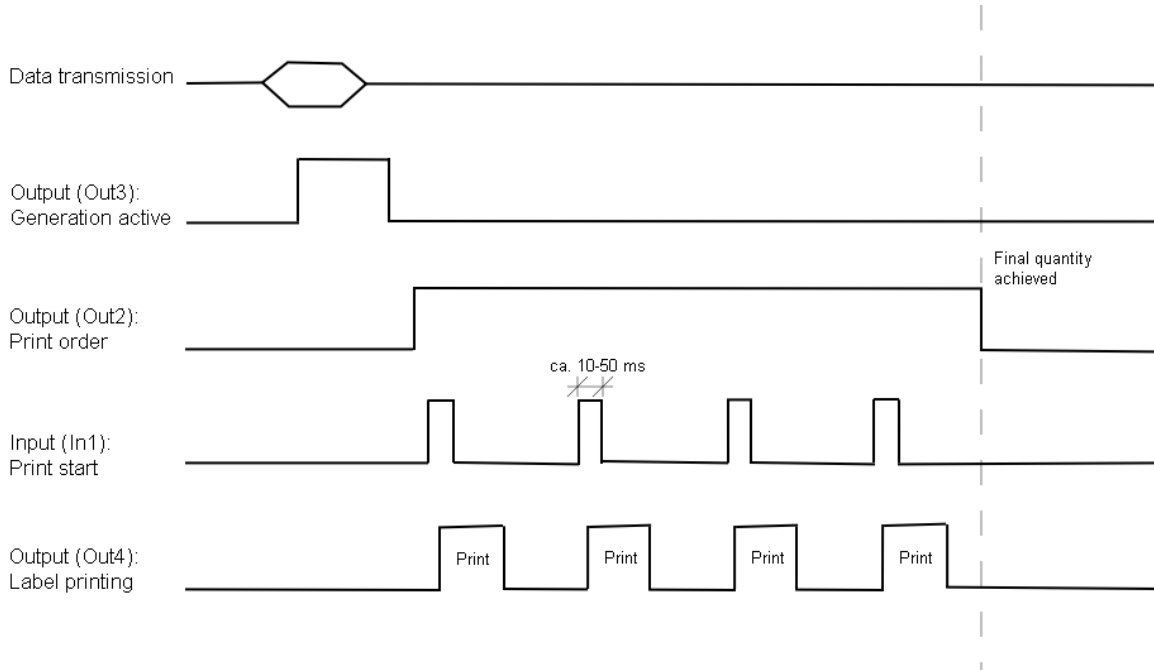 Data transmission
Output (Out3):
Generation active
Final quantity
achieved
Output (Out2):
Print order
ca. 10-50 ms
Input (In1):
Print start
Output (Out4):
Label printing
Print
Print
Print
Print